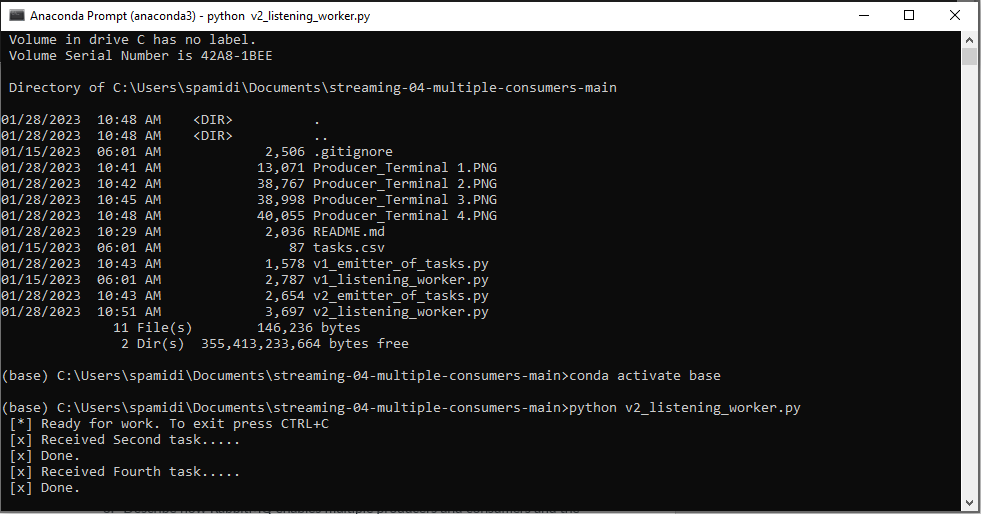 Anaconda Prompt (anaconda3) - python v2_listening_worker.py
Volume in drive C has no label.
Volume Serial Number is 42A8-1BEE
Directory of C:\Users\spamidi\Documents\streaming-04-multiple-consumers-main
01/28/2023  10:48 AM    <DIR>          .
01/28/2023  10:48 AM    <DIR>          ..
01/15/2023  06:01 AM             2,506 .gitignore
01/28/2023  10:41 AM            13,071 Producer_Terminal 1.PNG
01/28/2023  10:42 AM            38,767 Producer_Terminal 2.PNG
01/28/2023  10:45 AM            38,998 Producer_Terminal 3.PNG
01/28/2023  10:48 AM            40,055 Producer_Terminal 4.PNG
01/28/2023  10:29 AM             2,036 README.md
01/15/2023  06:01 AM                87 tasks.csv
01/28/2023  10:43 AM             1,578 v1_emitter_of_tasks.py
01/15/2023  06:01 AM             2,787 v1_listening_worker.py
01/28/2023  10:43 AM             2,654 v2_emitter_of_tasks.py
01/28/2023  10:51 AM             3,697 v2_listening_worker.py
11 File(s)        146,236 bytes
2 Dir(s)  355,413,233,664 bytes free
(base) C:\Users\spamidi\Documents\streaming-04-multiple-consumers-main>conda activate base
(base) C:\Users\spamidi\Documents\streaming-04-multiple-consumers-main>python v2_listening_worker.py
[*] Ready for work. To exit press CTRL+C
[x] Received Second task.....
[x] Done.
[x] Received Fourth task.....
[x] Done.